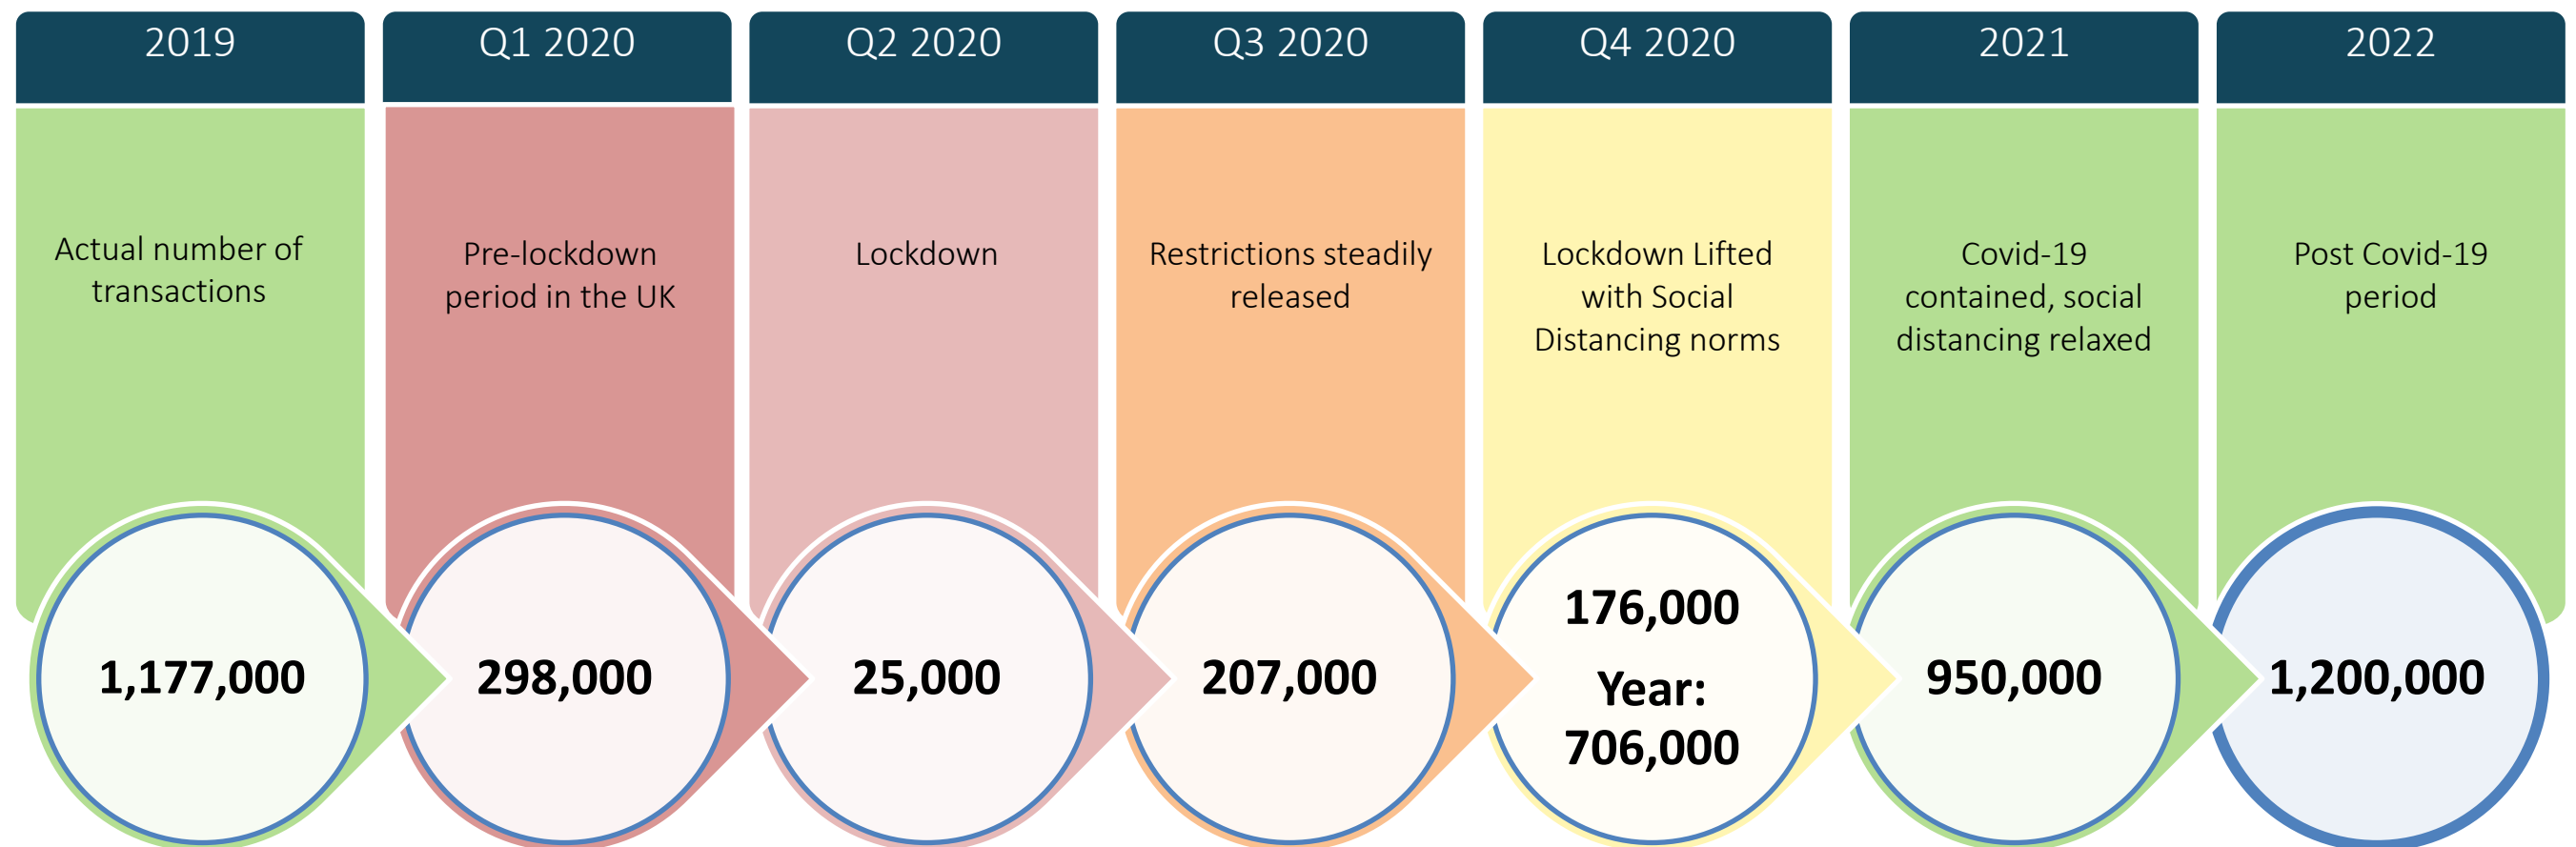 2019
Actual number of
transactions
1,177,000
Q1 2020
Pre-lockdown
period in the UK
298,000
Q2 2020
Lockdown
25,000
Q3 2020
Restrictions steadily
released
207,000
Q4 2020
Lockdown Lifted
with Social
Distancing norms
176,000
Year:
706,000
2021
Covid-19
contained, social
distancing relaxed
950,000
2022
Post Covid-19
period
1,200,000